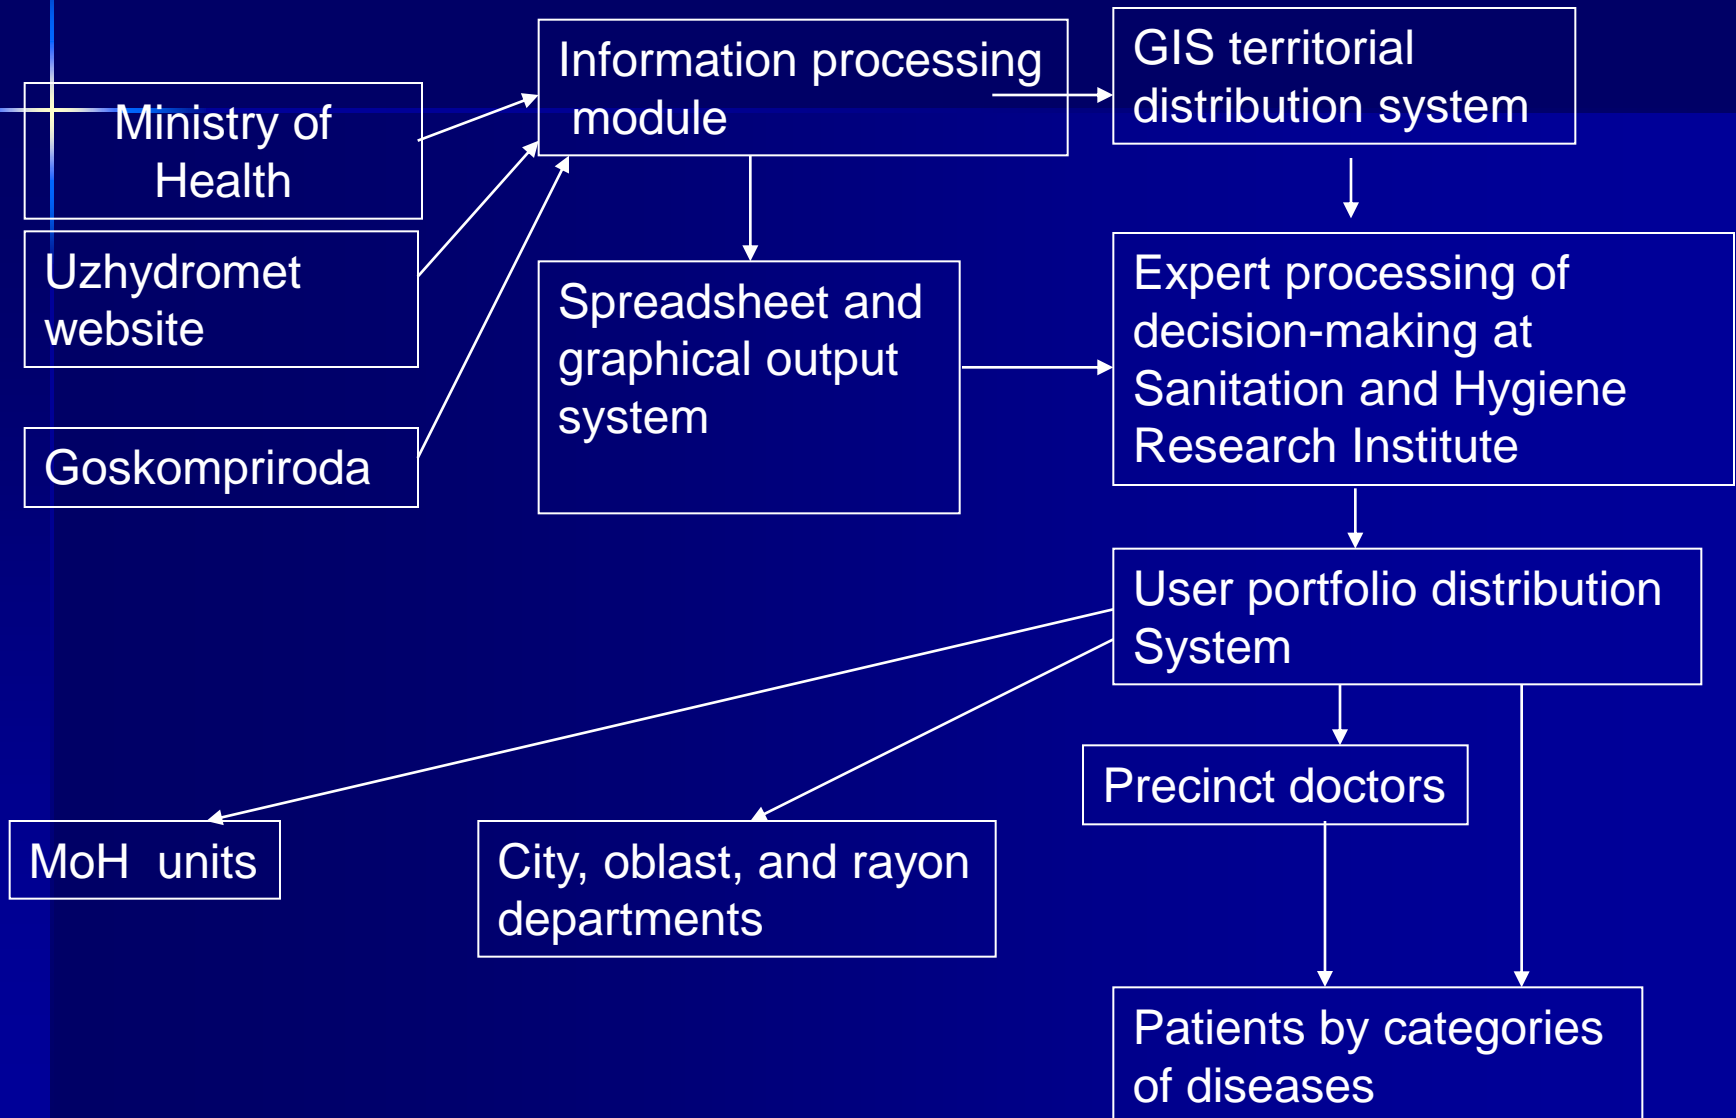 Ministry of
Health
Uzhydromet
website
Goskompriroda
Information processing
module
Spreadsheet and
graphical output
system
GIS territorial
distribution system
Expert processing of
decision-making at
Sanitation and Hygiene
Research Institute
User portfolio distribution
System
Precinct doctors
MoH units
City, oblast, and rayon
departments
Patients by categories
of diseases